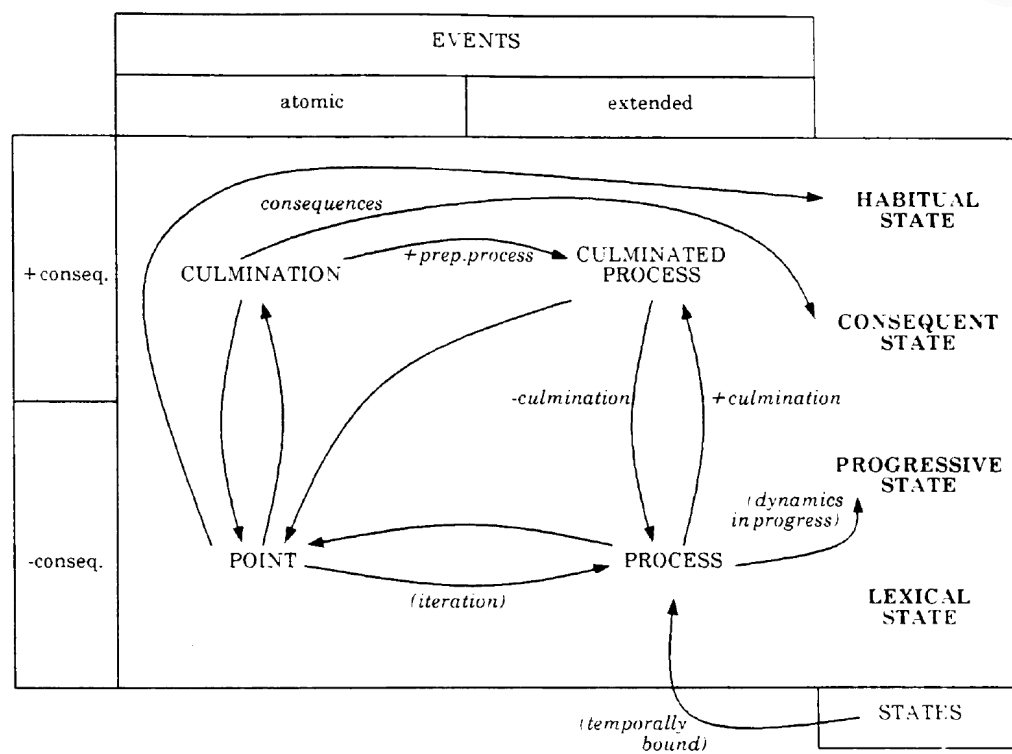 EVENTS
atomic
extended
consequences
HABITUAL
STATE
+prep.process
+conseq.
CULMINATION
CULMINATED
PROCESS
CONSEQUENT
STATE
-culmination
+culmination
PROGRESSIVE
STATE
(dynamics
in progress)
-conseq.
POINT
PROCESS
(iteration)
LEXICAL
STATE
STATES
(temporally
bound)